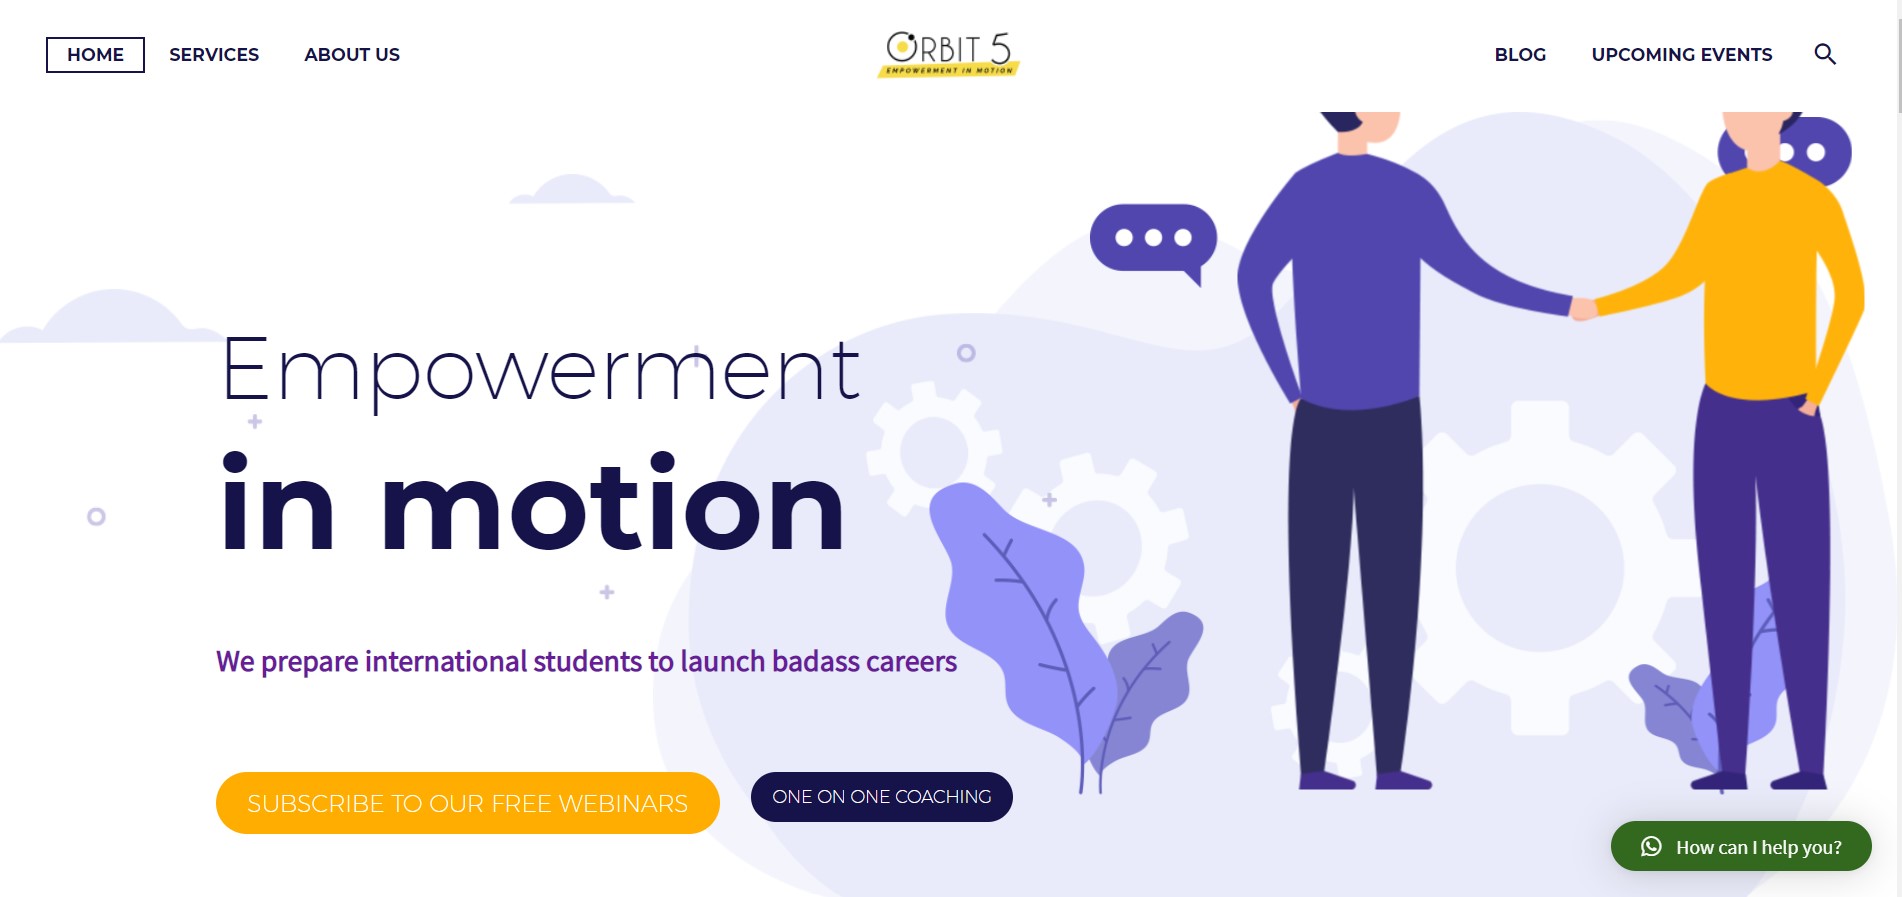 HOME
SERVICES
ABOUT US
ORBIT 5
EMPOWERMENT IN MOTION
BLOG
UPCOMING EVENTS
Empowerment
in motion
We prepare international students to launch badass careers
SUBSCRIBE TO OUR FREE WEBINARS
ONE ON ONE COACHING
How can I help you?